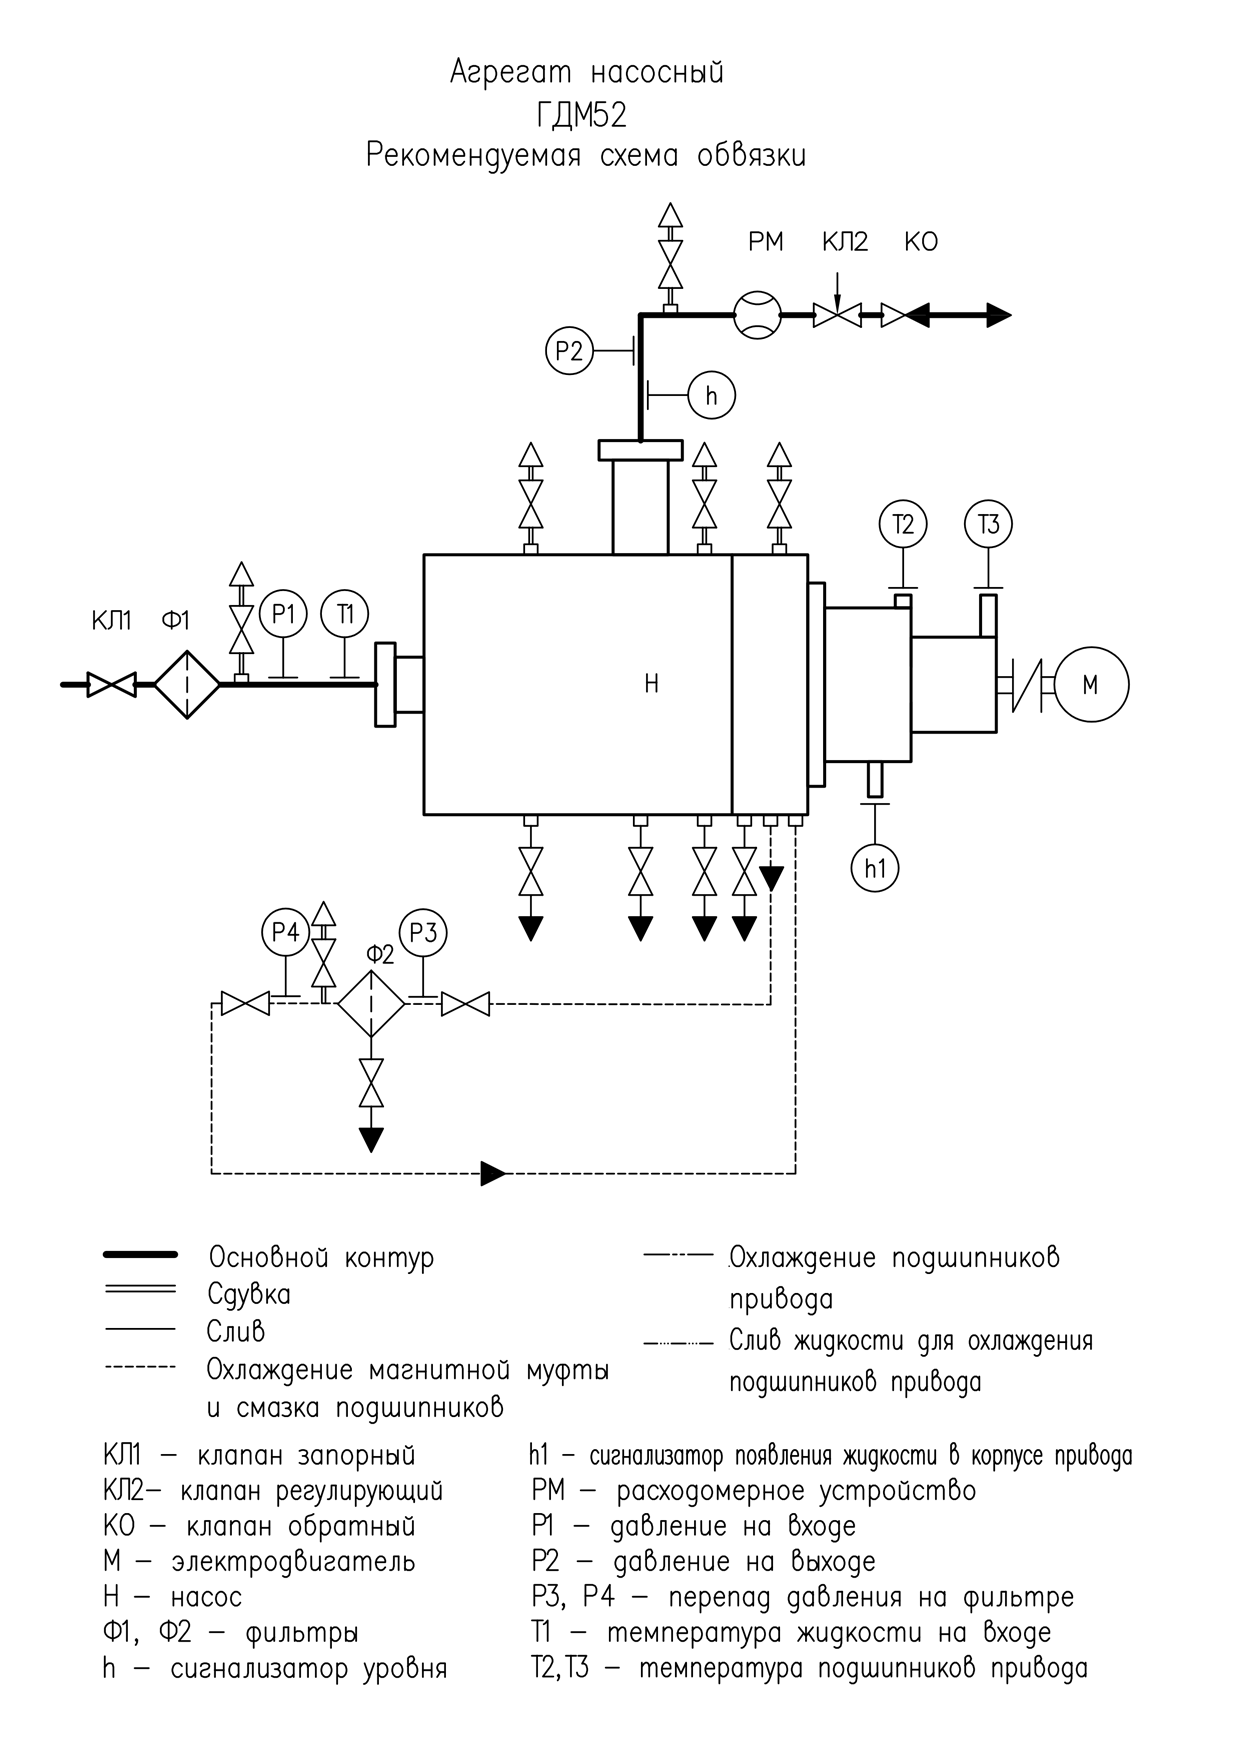 Агрегат насосный
ГДМ52
Рекомендуемая схема обвязки
РМ КЛ2 КО
Р2
h
Т2 Т3
КЛ1 Ф1 Р1 Т1
Н
М
h1
Р4 Ф2 Р3
Основной контур
Сдувка
Слив
Охлаждение магнитной муфты
и смазка подшипников
Охлаждение подшипников
привода
Слив жидкости для охлаждения
подшипников привода
КЛ1 – клапан запорный
КЛ2– клапан регулирующий
КО – клапан обратный
М – электродвигатель
Н – насос
Ф1, Ф2 – фильтры
h – сигнализатор уровня
h1 – сигнализатор появления жидкости в корпусе привода
РМ – расходомерное устройство
Р1 – давление на входе
Р2 – давление на выходе
Р3, Р4 – перепад давления на фильтре
Т1 – температура жидкости на входе
Т2,Т3 – температура подшипников привода